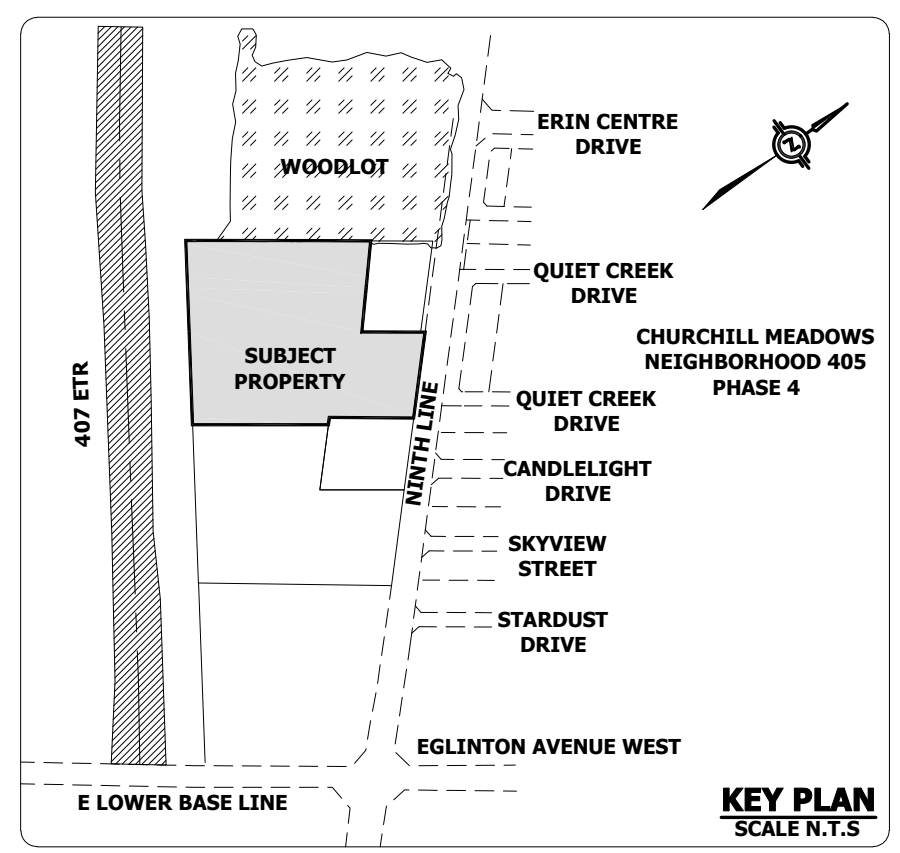 ERIN CENTRE
DRIVE
Z
WOODLOT
QUIET CREEK
DRIVE
CHURCHILL MEADOWS
NEIGHBORHOOD 405
PHASE 4
SUBJECT
PROPERTY
407 ETR
QUIET CREEK
DRIVE
NINTH LINE
CANDLELIGHT
DRIVE
SKYVIEW
STREET
STARDUST
DRIVE
EGLINTON AVENUE WEST
E LOWER BASE LINE
KEY PLAN
SCALE N.T.S